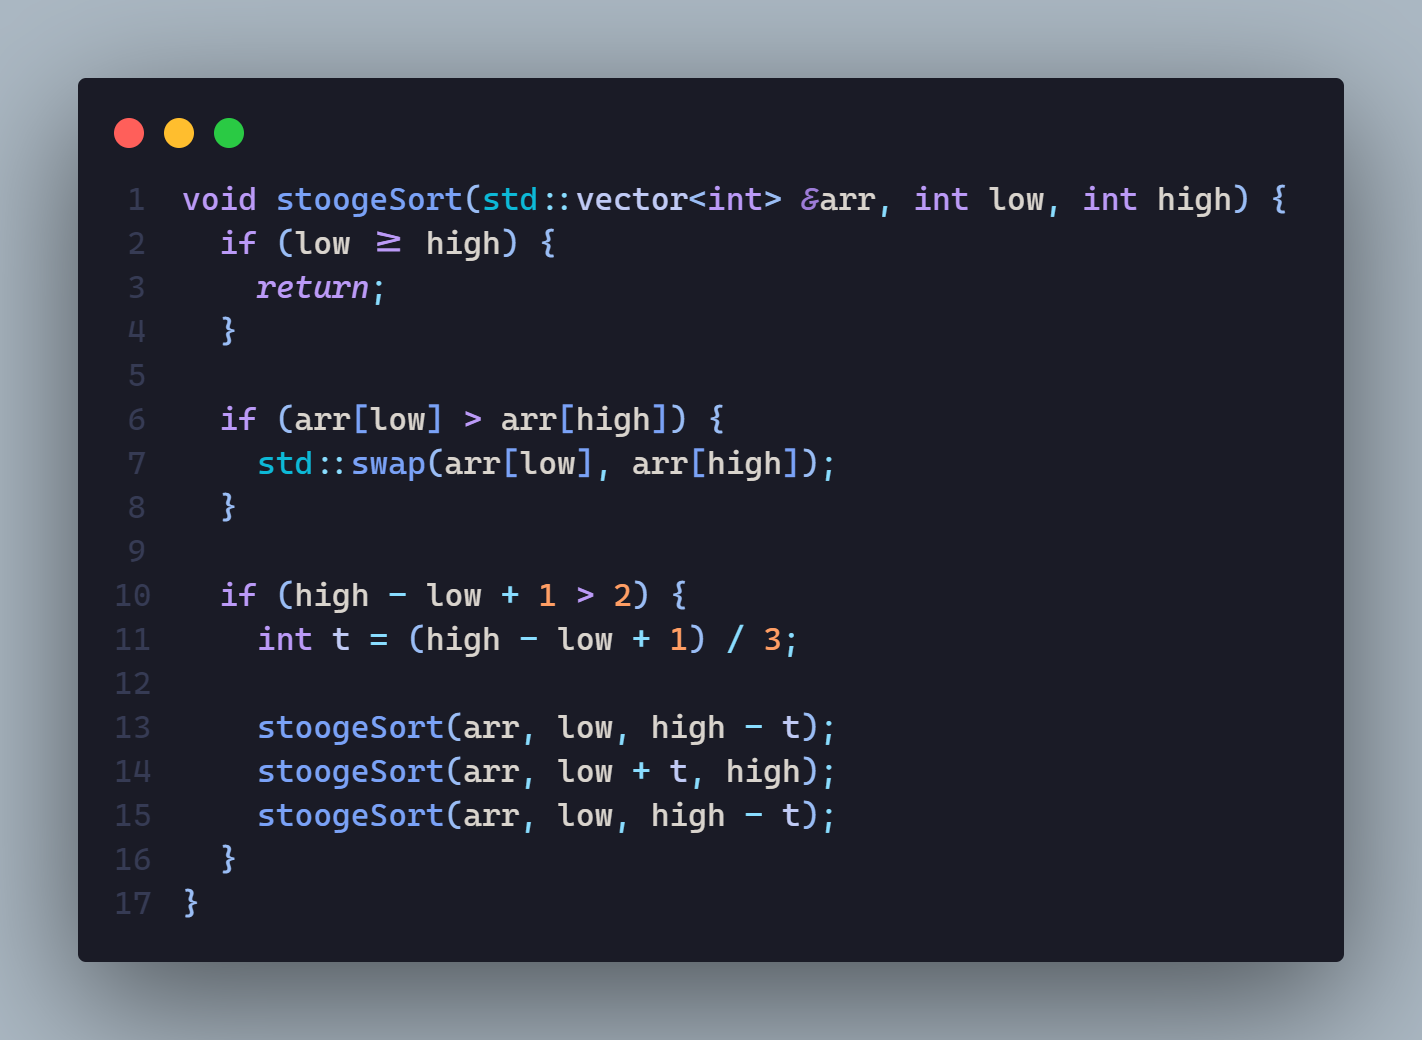 1 void stoogeSort(std::vector<int> &arr, int low, int high) {
2   if (low ≥ high) {
3     return;
4   }
5
6   if (arr[low] > arr[high]) {
7     std::swap(arr[low], arr[high]);
8   }
9
10   if (high - low + 1 > 2) {
11     int t = (high - low + 1) / 3;
12
13     stoogeSort(arr, low, high - t);
14     stoogeSort(arr, low + t, high);
15     stoogeSort(arr, low, high - t);
16   }
17 }